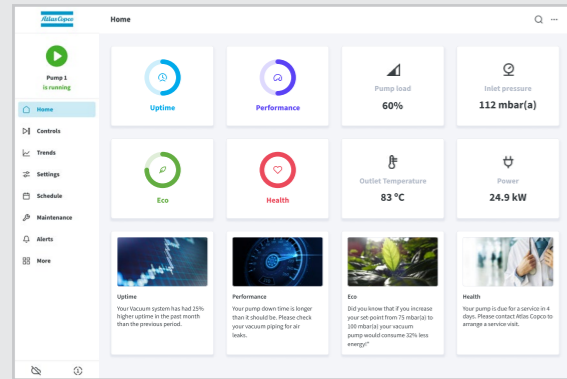 Atlas Copco
Home
Pump 1
is running
Home
Controls
Trends
Settings
Schedule
Maintenance
Alerts
More
Uptime
Performance
Pump load
60%
Inlet pressure
112 mbar(a)
Eco
Health
Outlet Temperature
83 °C
Power
24.9 kW
Uptime
Your Vacuum system has had 25%
higher uptime in the past month
than the previous period.
Performance
Your pump down time is longer
than it should be. Please check
your vacuum piping for air
leaks.
Eco
Did you know that if you increase
your set-point from 75 mbar(a) to
100 mbar(a) your vacuum
pump would consume 32% less
energy!"
Health
Your pump is due for a service in 4
days. Please contact Atlas Copco to
arrange a service visit.